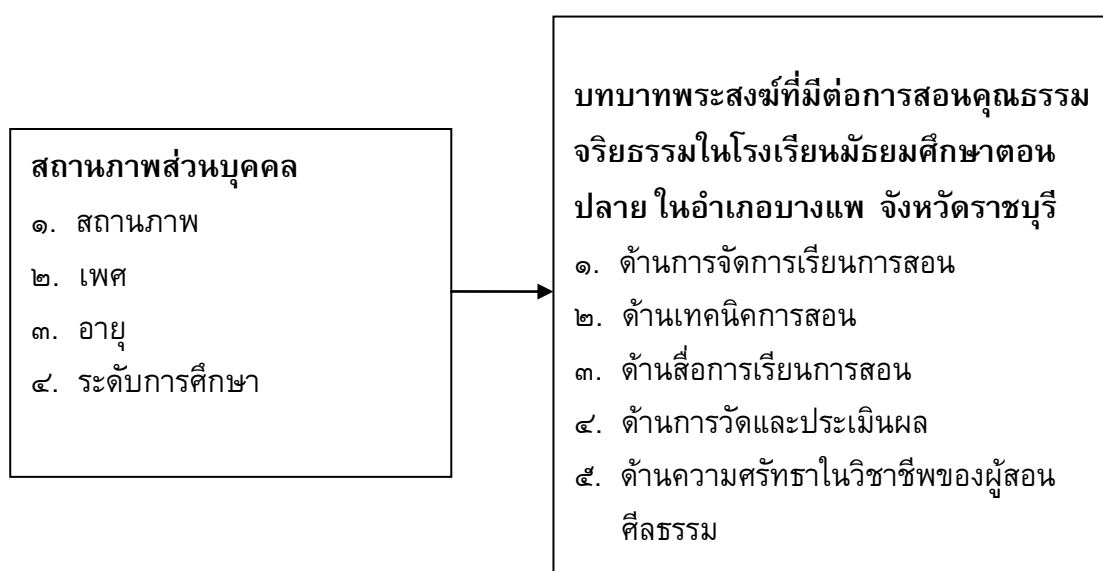 สถานภาพส่วนบุคคล
๑. สถานภาพ
๒. เพศ
๓. อายุ
๔. ระดับการศึกษา
บทบาทพระสงฆ์ที่มีต่อการสอนคุณธรรม
จริยธรรมในโรงเรียนมัธยมศึกษาตอน
ปลาย ในอำเภอบางแพ จังหวัดราชบุรี
๑. ด้านการจัดการเรียนการสอน
๒. ด้านเทคนิคการสอน
๓. ด้านสื่อการเรียนการสอน
๔. ด้านการวัดและประเมินผล
๕. ด้านความศรัทธาในวิชาชีพของผู้สอน
ศีลธรรม